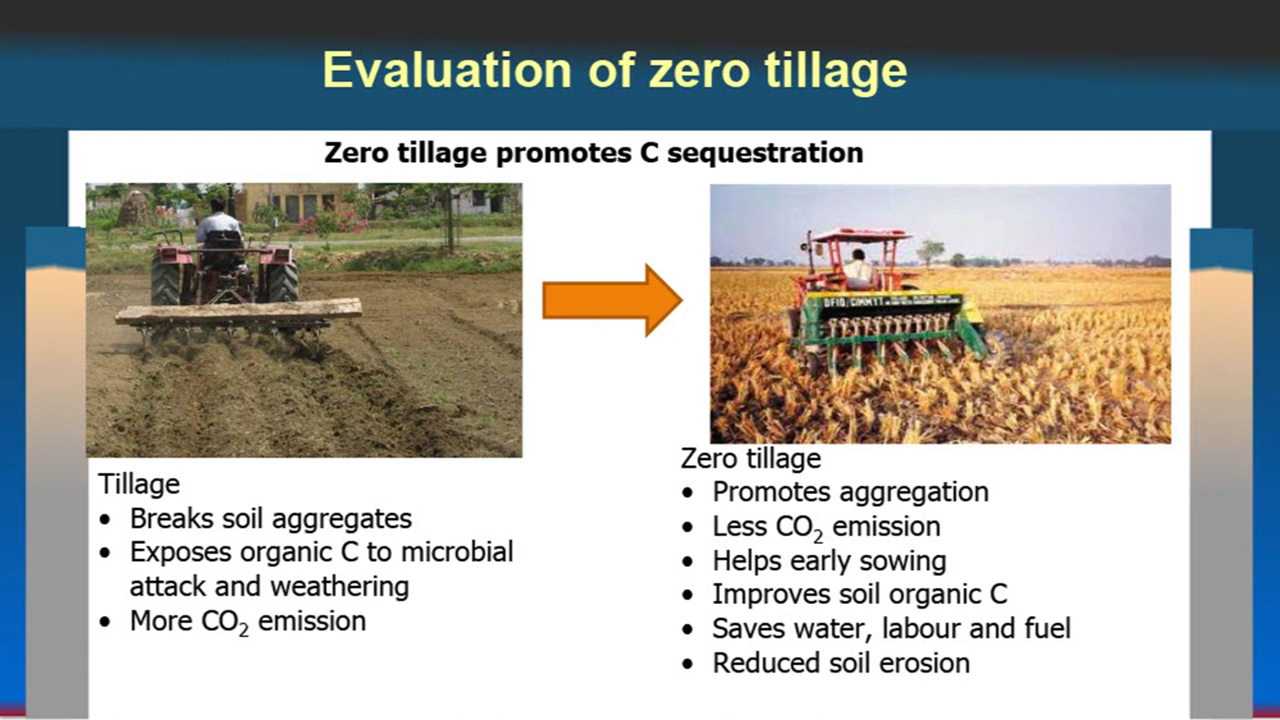 Evaluation of zero tillage
Zero tillage promotes C sequestration
DFID/CIMMYT
Tillage
• Breaks soil aggregates
• Exposes organic C to microbial
attack and weathering
• More CO₂ emission
Zero tillage
• Promotes aggregation
• Less CO₂ emission
• Helps early sowing
• Improves soil organic C
• Saves water, labour and fuel
• Reduced soil erosion